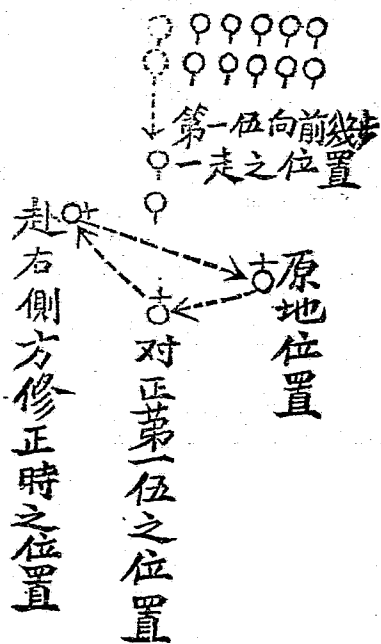 第一伍向前幾步
一走之位置
原地位置
对正第一伍之位置
赴右側方修正時之位置